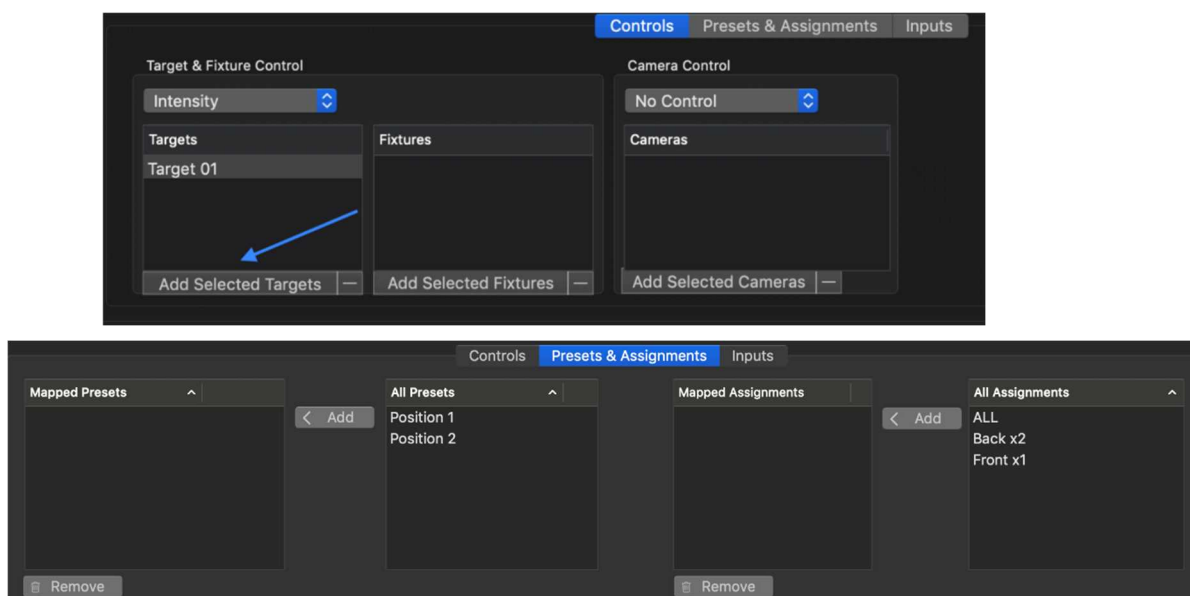 Controls Presets & Assignments Inputs
Target & Fixture Control Camera Control
Intensity No Control
Targets Fixtures Cameras
Target 01
Add Selected Targets — Add Selected Fixtures — Add Selected Cameras —
Controls Presets & Assignments Inputs
Mapped Presets All Presets Mapped Assignments All Assignments
Add Position 1 Add ALL
Position 2 Back x2
Front x1
Remove Remove